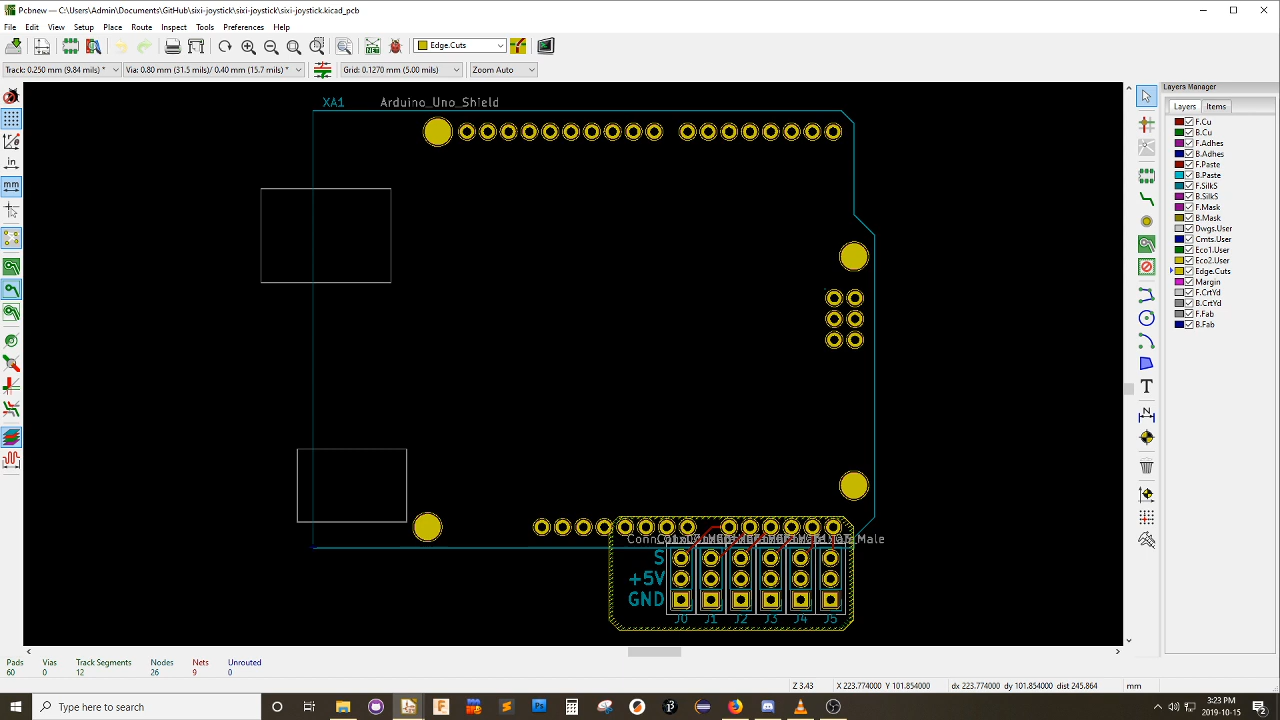 Pcbnew — C:\Users\Admin\Documents\GitHub\sixi-joystick\sixi-joystick\sixi-joystick.kicad_pcb
File Edit View Setup Place Route Inspect Tools Preferences Help
Edge.Cuts
Track: 0.250 mm (9.84 mils) * Via: 0.80 mm (31.5 mils)/ 0.40 mm (15.7 mils) * Grid: 0.1270 mm (5.00 mils) Zoom Auto
Layers Manager
Layers Items
F.Cu
B.Cu
F.Adhes
B.Adhes
F.Paste
B.Paste
F.SilkS
B.SilkS
F.Mask
B.Mask
Dwgs.User
Cmts.User
Eco1.User
Eco2.User
Edge.Cuts
Margin
F.CrtYd
B.CrtYd
F.Fab
B.Fab
in
mm
XA1 Arduino_Uno_Shield
Male
S
+5V
GND
J0 J1 J2 J3 J4 J5
T
N
Pads Vias Track Segments Nodes Nets Unrouted
60 0 12 26 9 0
Z 3.43 X 223.774000 Y 101.854000 dx 223.774000 dy 101.854000 dist 245.864 mm
Type here to search
3:23 PM
2019-10-15